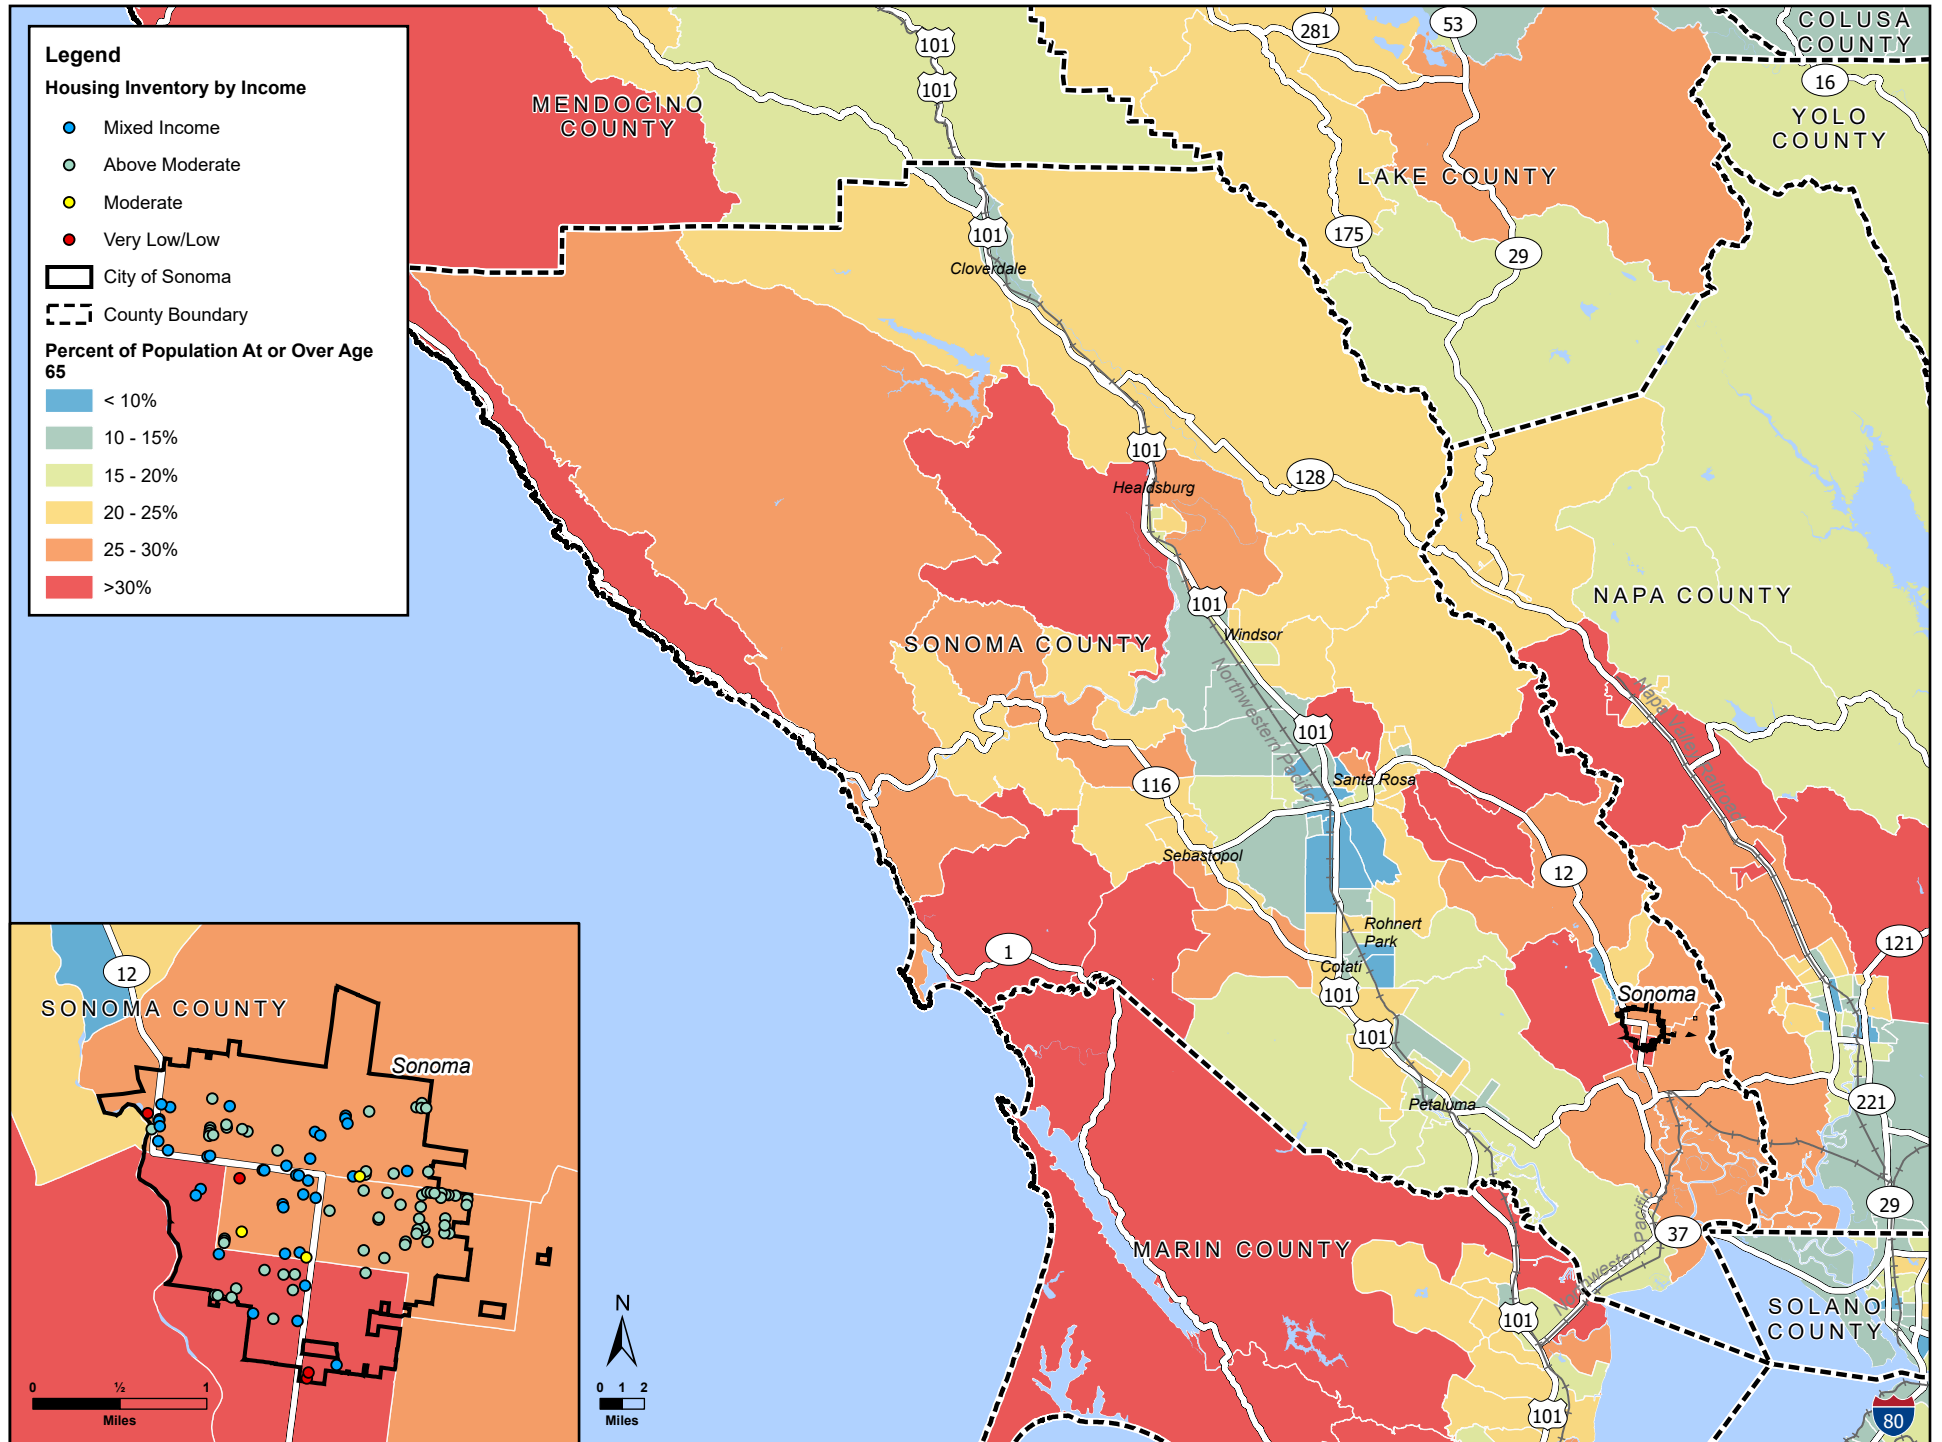 Legend
Housing Inventory by Income
Mixed Income
Above Moderate
Moderate
Very Low/Low
City of Sonoma
County Boundary
Percent of Population At or Over Age
65
< 10%
10 - 15%
15 - 20%
20 - 25%
25 - 30%
>30%
101
101
281
53
COLUSA
COUNTY
16
YOLO
COUNTY
MENDOCINO
COUNTY
LAKE COUNTY
175
29
101
Cloverdale
101
Healdsburg
128
NAPA COUNTY
101
Windsor
SONOMA COUNTY
Northwestern Pacific
Napa Valley Railroad
101
Santa Rosa
116
Sebastopol
12
Rohnert
Park
1
Cotati
101
121
Sonoma
101
Petaluma
221
29
Northwestern Pacific
37
MARIN COUNTY
101
SOLANO
COUNTY
101
80
12
SONOMA COUNTY
Sonoma
0 ½ 1
Miles
N
0 1 2
Miles